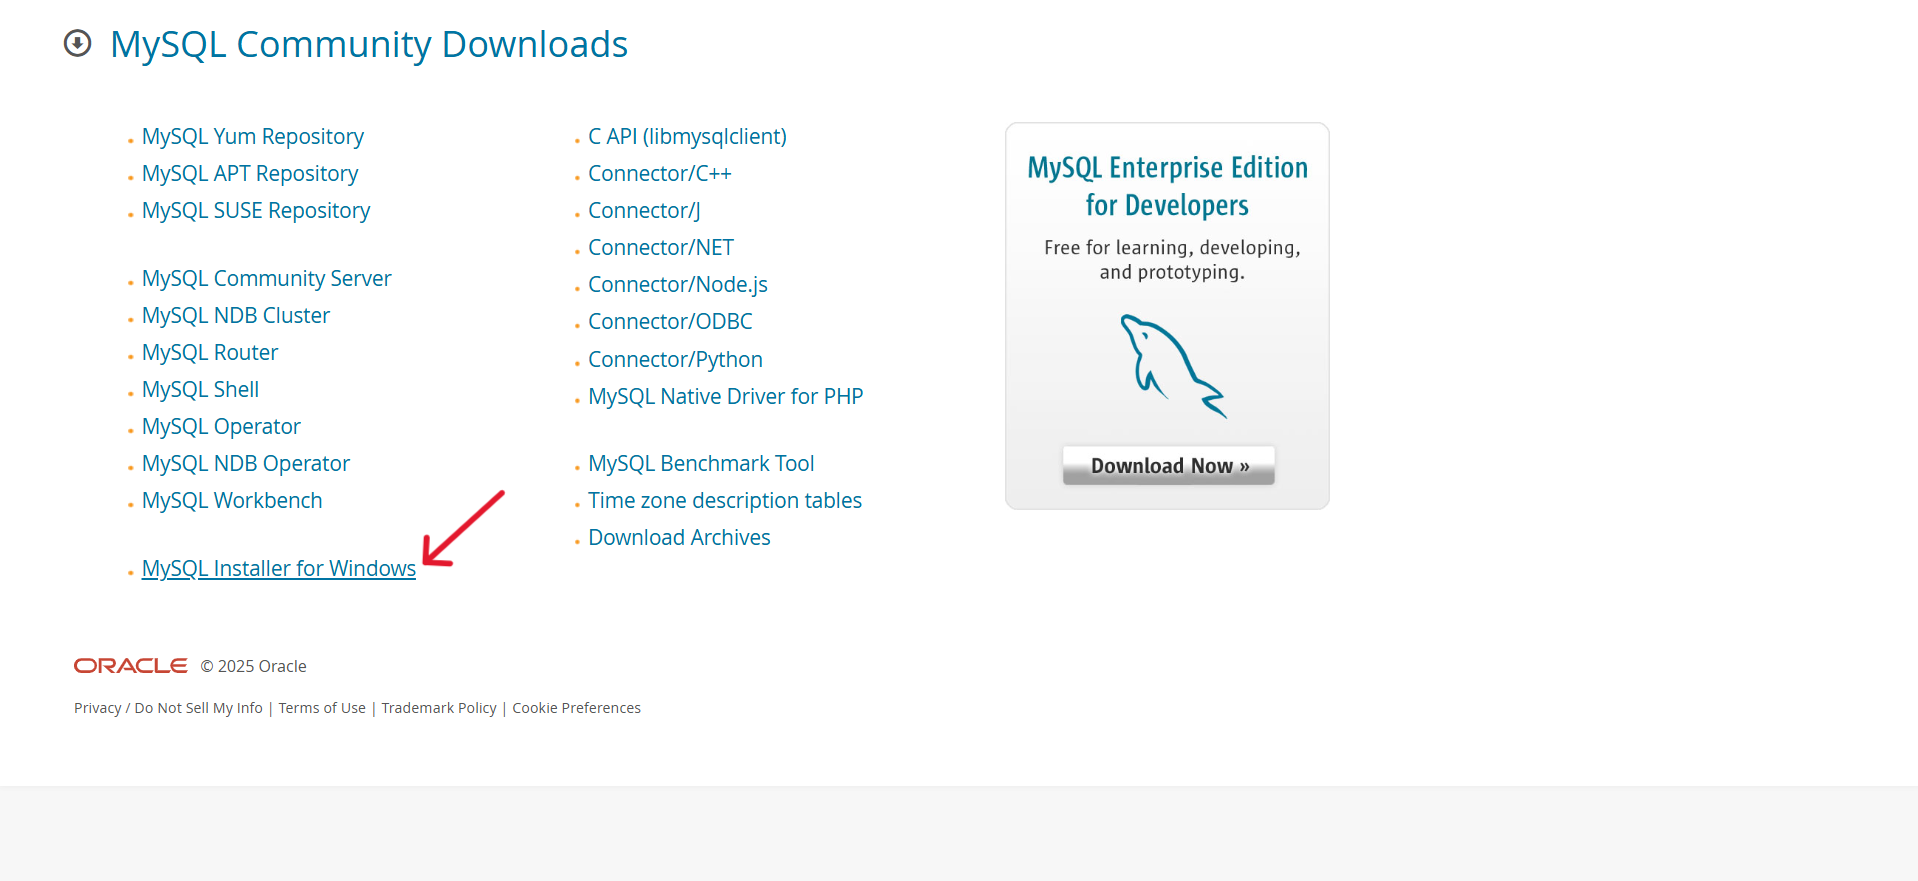 MySQL Community Downloads
MySQL Yum Repository
MySQL APT Repository
MySQL SUSE Repository
MySQL Community Server
MySQL NDB Cluster
MySQL Router
MySQL Shell
MySQL Operator
MySQL NDB Operator
MySQL Workbench
MySQL Installer for Windows
C API (libmysqlclient)
Connector/C++
Connector/J
Connector/NET
Connector/Node.js
Connector/ODBC
Connector/Python
MySQL Native Driver for PHP
MySQL Benchmark Tool
Time zone description tables
Download Archives
MySQL Enterprise Edition
for Developers
Free for learning, developing,
and prototyping.
Download Now »
ORACLE © 2025 Oracle
Privacy / Do Not Sell My Info | Terms of Use | Trademark Policy | Cookie Preferences